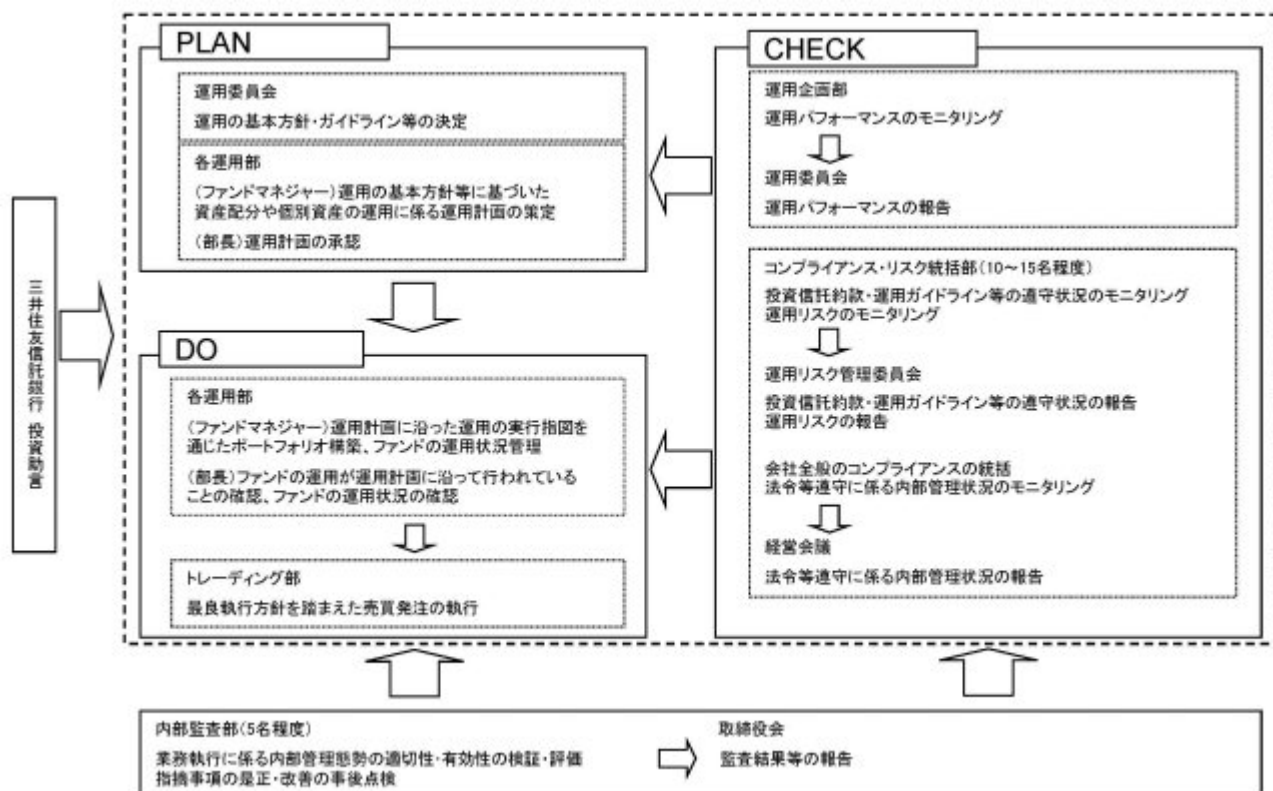 三井住友信託銀行 投資助言
PLAN
運用委員会
運用の基本方針・ガイドライン等の決定
各運用部
(ファンドマネジャー)運用の基本方針等に基づいた
資産配分や個別資産の運用に係る運用計画の策定
(部長)運用計画の承認
DO
各運用部
(ファンドマネジャー)運用計画に沿った運用の実行指図を
通じたポートフォリオ構築、ファンドの運用状況管理
(部長)ファンドの運用が運用計画に沿って行われている
ことの確認、ファンドの運用状況の確認
トレーディング部
最良執行方針を踏まえた売買発注の執行
CHECK
運用企画部
運用パフォーマンスのモニタリング
運用委員会
運用パフォーマンスの報告
コンプライアンス・リスク統括部(10～15名程度)
投資信託約款・運用ガイドライン等の遵守状況のモニタリング
運用リスクのモニタリング
運用リスク管理委員会
投資信託約款・運用ガイドライン等の遵守状況の報告
運用リスクの報告
会社全般のコンプライアンスの統括
法令等遵守に係る内部管理状況のモニタリング
経営会議
法令等遵守に係る内部管理状況の報告
内部監査部(5名程度)
業務執行に係る内部管理態勢の適切性・有効性の検証・評価
指摘事項の是正・改善の事後点検
取締役会
監査結果等の報告